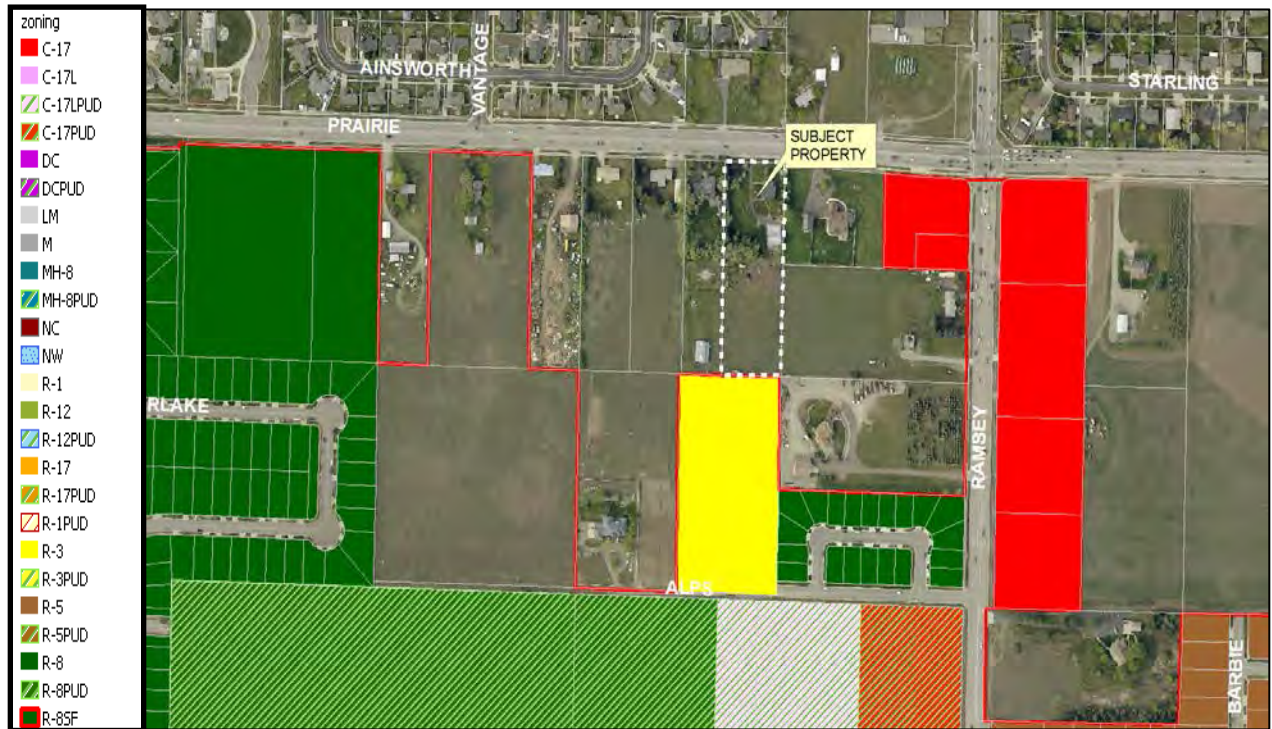 zoning
C-17
C-17L
C-17LPUD
C-17PUD
DC
DCPUD
LM
M
MH-8
MH-8PUD
NC
NW
R-1
R-12
R-12PUD
R-17
R-17PUD
R-1PUD
R-3
R-3PUD
R-5
R-5PUD
R-8
R-8PUD
R-8SF
AINSWORTH
VANTAGE
STARLING
PRAIRIE
SUBJECT
PROPERTY
RLAKE
RAMSEY
ALPS
BARBIE